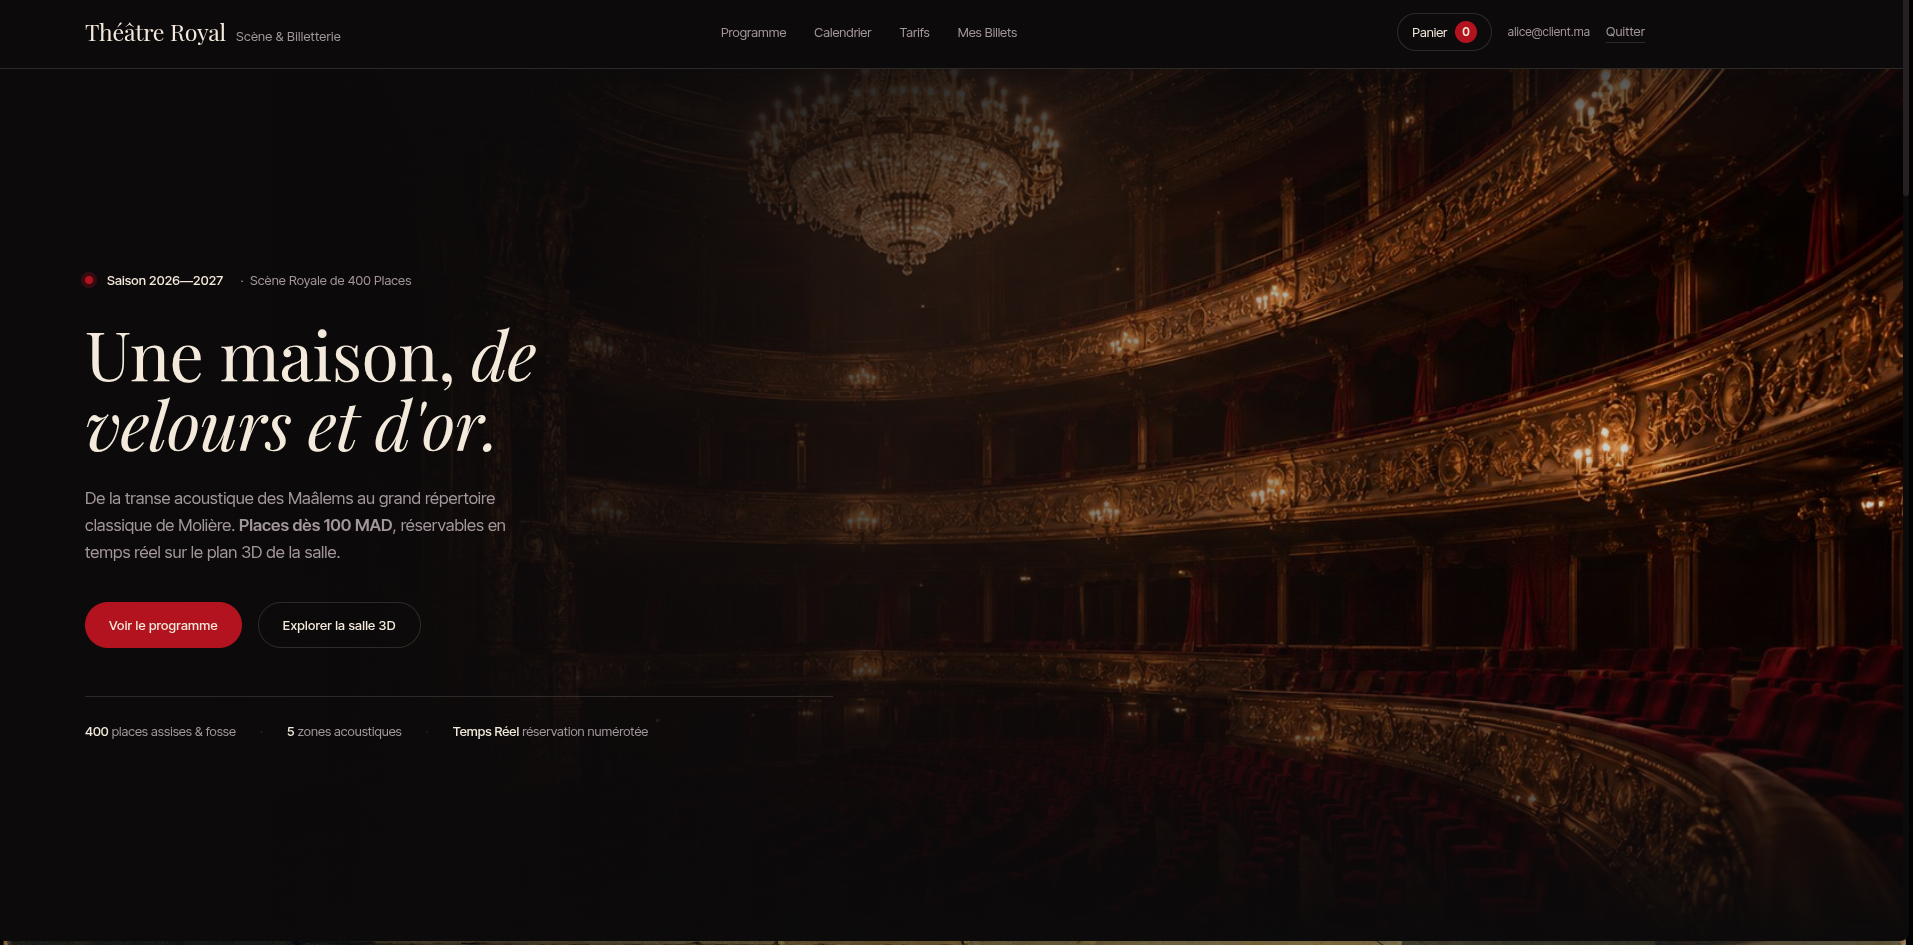 Théâtre Royal Scène & Billetterie
Programme Calendrier Tarifs Mes Billets
Panier 0 alice@client.ma Quitter
Saison 2026—2027 · Scène Royale de 400 Places
Une maison, de
velours et d'or.
De la transe acoustique des Maâlems au grand répertoire
classique de Molière. Places dès 100 MAD, réservables en
temps réel sur le plan 3D de la salle.
Voir le programme Explorer la salle 3D
400 places assises & fosse · 5 zones acoustiques · Temps Réel réservation numérotée